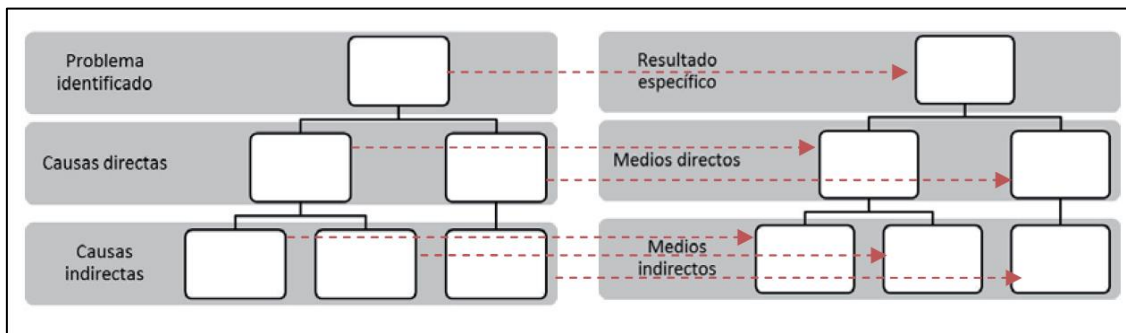 Problema
identificado
Resultado
específico
Causas directas
Medios directos
Causas
indirectas
Medios
indirectos